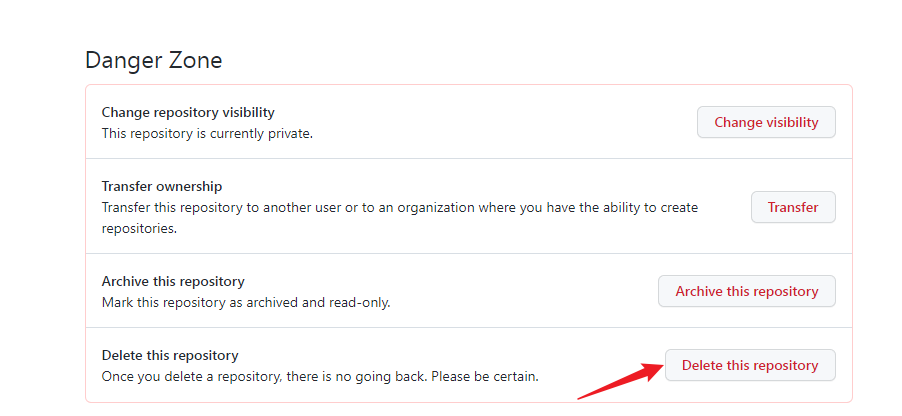 Danger Zone
Change repository visibility
This repository is currently private.
Change visibility
Transfer ownership
Transfer this repository to another user or to an organization where you have the ability to create
repositories.
Transfer
Archive this repository
Mark this repository as archived and read-only.
Archive this repository
Delete this repository
Once you delete a repository, there is no going back. Please be certain.
Delete this repository